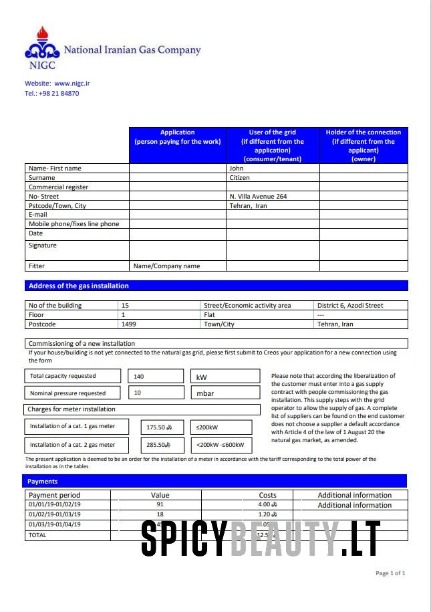 National Iranian Gas Company
NIGC
Website: www.nigc.ir
Tel.: +98 21 84870
Application (person paying for the work) User of the grid (if different from the application) (consumer/tenant) Holder of the connection (if different from the applicant) (owner)
Name- First name John
Surname Citizen
Commercial register
No- Street N. Villa Avenue 264
Pstcode/Town, City Tehran, Iran
E-mail
Mobile phone/fixes line phone
Date
Signature
Fitter Name/Company name
Address of the gas installation
No of the building 15 Street/Economic activity area District 6, Azodi Street
Floor 1 Flat ---
Postcode 1499 Town/City Tehran, Iran
Commissioning of a new installation
If your house/building is not yet connected to the natural gas grid, please first submit to Creos your application for a new connection using
the form
Total capacity requested 140 kW
Nominal pressure requested 10 mbar
Charges for meter installation
Installation of a cat. 1 gas meter 175.50 ≤200kW
Installation of a cat. 2 gas meter 285.50 <200kW -≤600kW
Please note that according the liberalization of
the customer must enter into a gas supply
contract with people commissioning the gas
installation. This supply steps with the grid
operator to allow the supply of gas. A complete
list of suppliers can be found on the end customer
does not choose a supplier a default accordance
with Article 4 of the law of 1 August 20 the
natural gas market, as amended.
The present application is deemed to be an order for the installation of a meter in accordance with the tariff corresponding to the total power of the
installation as in the tables
Payments
Payment period Value Costs Additional information
01/01/19-01/02/19 91 4.00 Additional information
01/02/19-01/03/19 18 1.20
01/03/19-01/04/19
TOTAL
SPICYBEAUTY.LT
Page 1 of 1